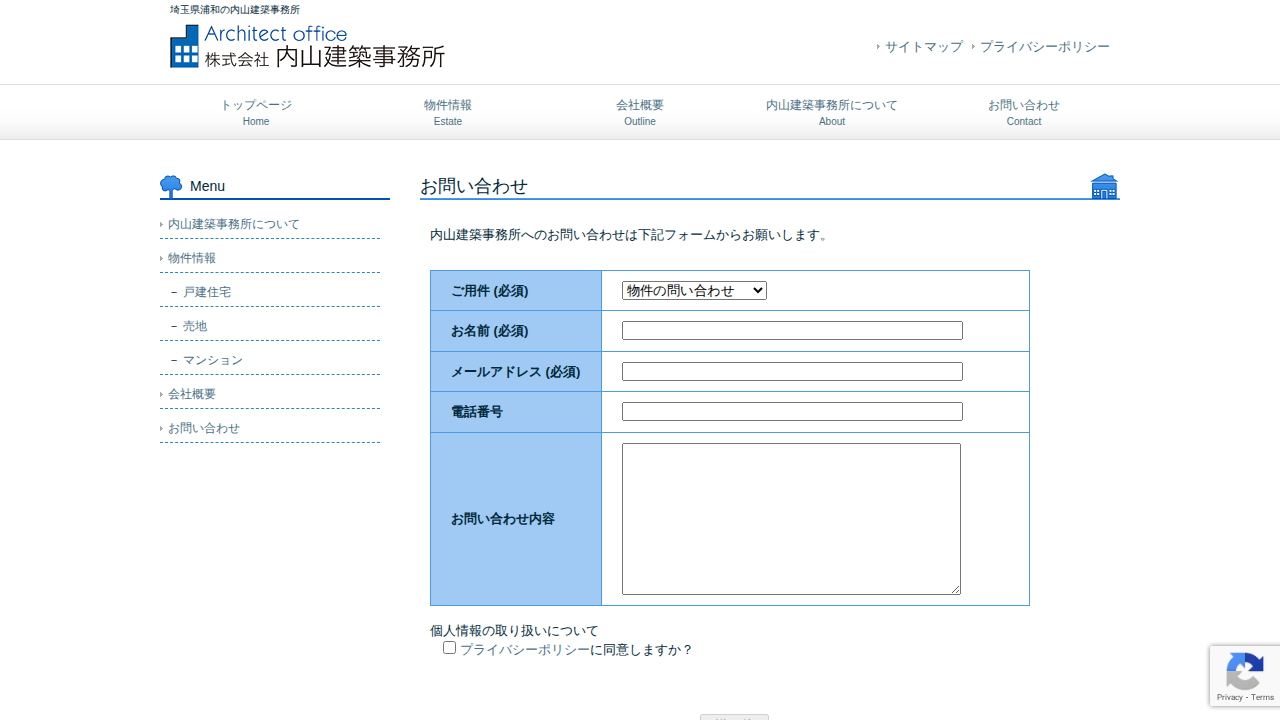 埼玉県浦和の内山建築事務所
Architect office
株式会社 内山建築事務所
サイトマップ プライバシーポリシー
トップページ 物件情報 会社概要 内山建築事務所について お問い合わせ
Home Estate Outline About Contact
Menu
内山建築事務所について
物件情報
− 戸建住宅
− 売地
− マンション
会社概要
お問い合わせ
お問い合わせ
内山建築事務所へのお問い合わせは下記フォームからお願いします。
ご用件 (必須) 物件の問い合わせ
お名前 (必須)
メールアドレス (必須)
電話番号
お問い合わせ内容
個人情報の取り扱いについて
プライバシーポリシーに同意しますか？
Privacy - Terms